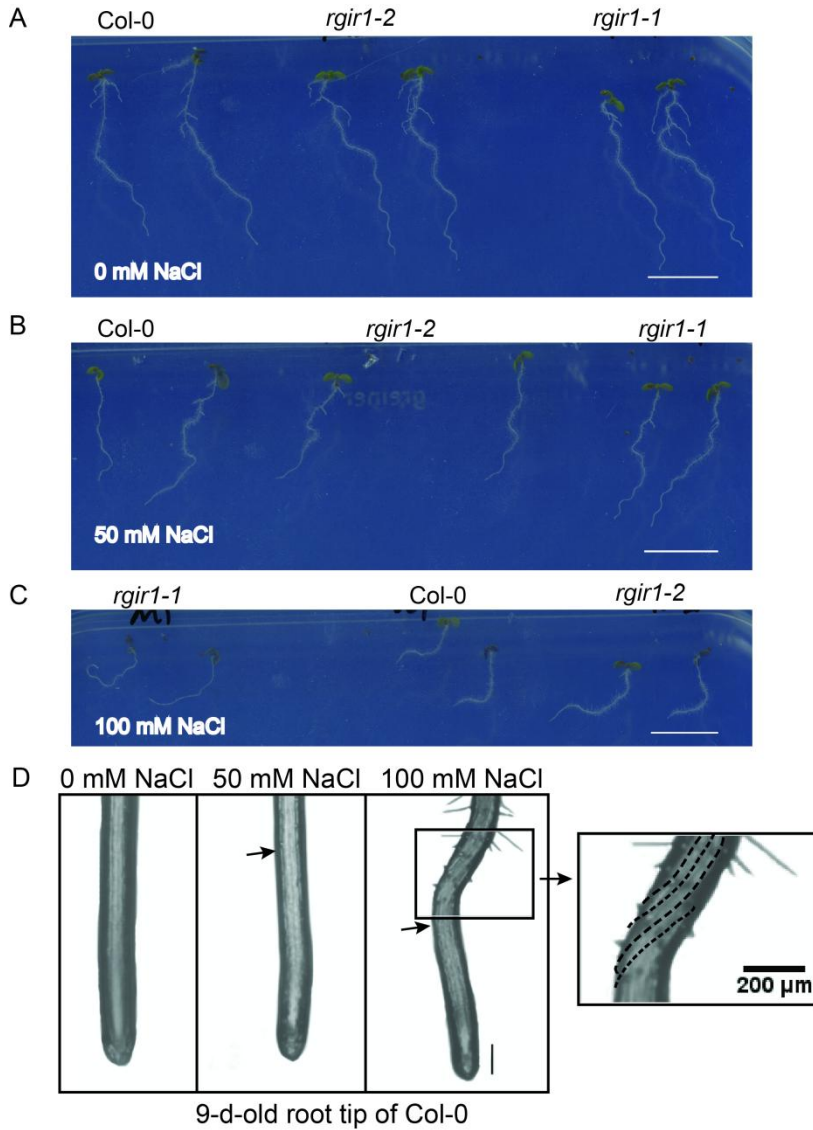 A
Col-0 rgir1-2 rgir1-1
0 mM NaCl
B
Col-0 rgir1-2 rgir1-1
greiner
50 mM NaCl
C
rgir1-1 Col-0 rgir1-2
100 mM NaCl
D
0 mM NaCl 50 mM NaCl 100 mM NaCl
200 µm
9-d-old root tip of Col-0